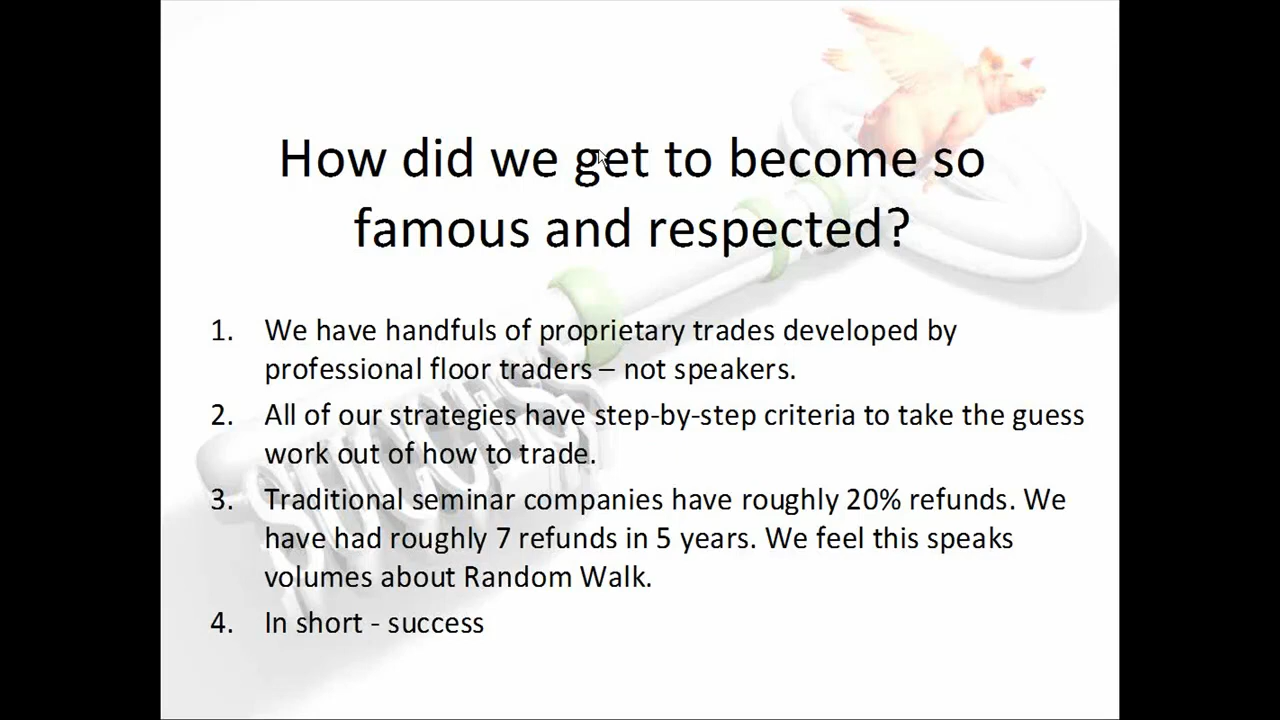 How did we get to become so
famous and respected?
1. We have handfuls of proprietary trades developed by
professional floor traders – not speakers.
2. All of our strategies have step-by-step criteria to take the guess
work out of how to trade.
3. Traditional seminar companies have roughly 20% refunds. We
have had roughly 7 refunds in 5 years. We feel this speaks
volumes about Random Walk.
4. In short - success
SUCCESS